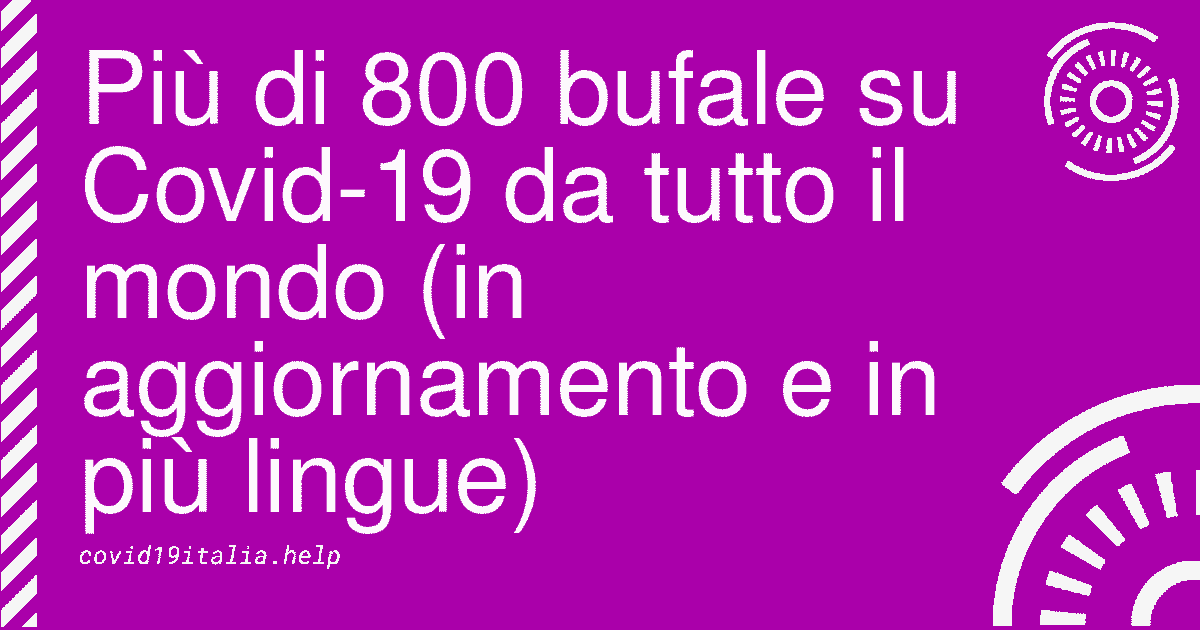 Più di 800 bufale su
Covid-19 da tutto il
mondo (in
aggiornamento e in
più lingue)
covid19italia.help